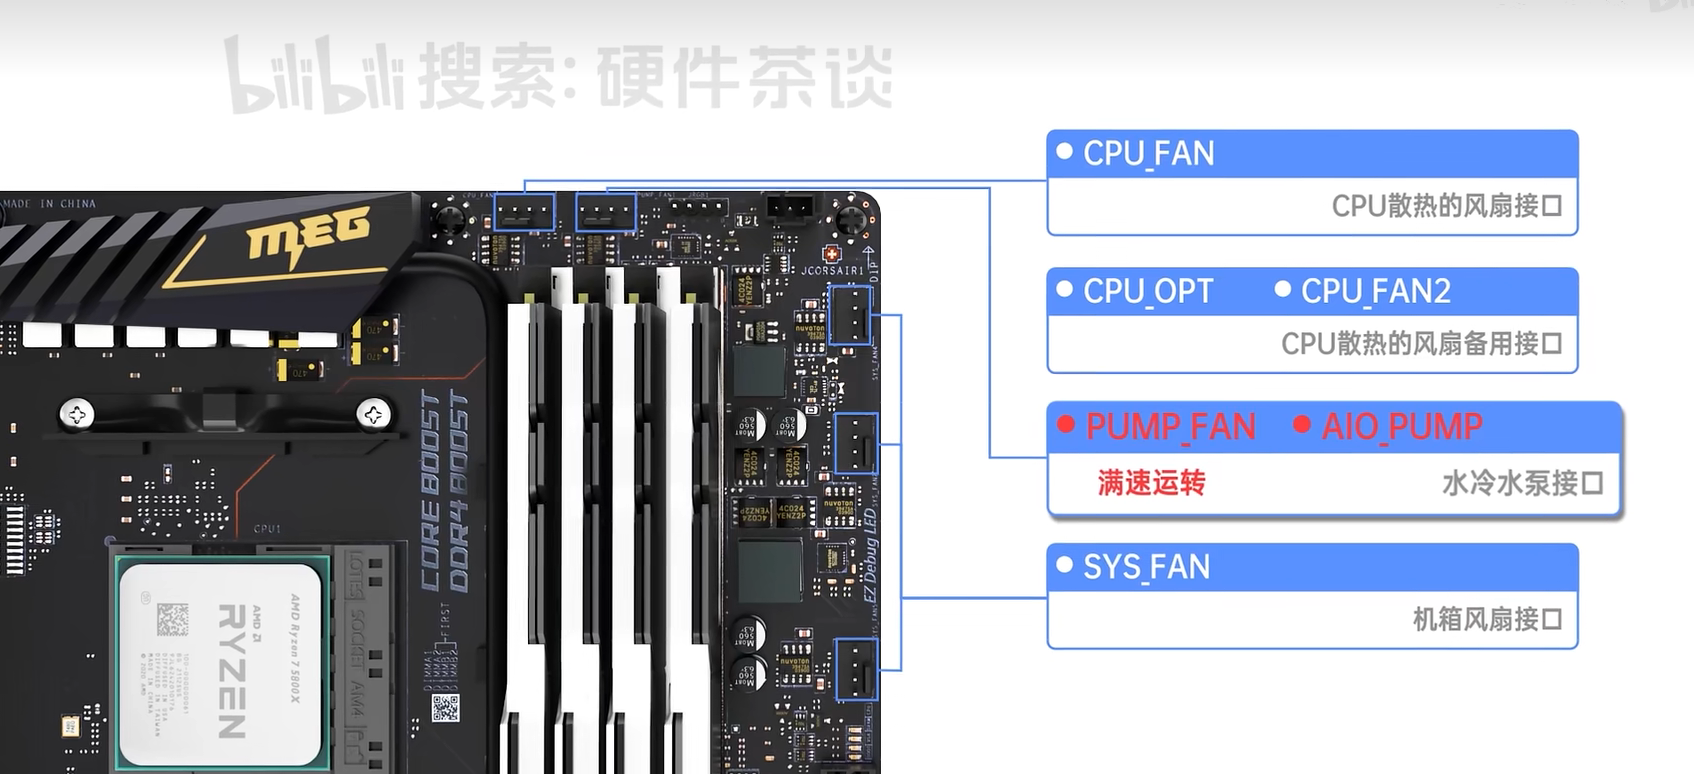 bilibili 搜索: 硬件茶谈
CPU_FAN
CPU散热的风扇接口
CPU_OPT
CPU_FAN2
CPU散热的风扇备用接口
PUMP_FAN
AIO_PUMP
满速运转
水冷水泵接口
SYS_FAN
机箱风扇接口
MADE IN CHINA
MEG
JCORSAIR1
CORE BOOST
DDR4 BOOST
CPU1
EZ Debug LED
LOTES SOCKET AM4
AMD Ryzen 7 5800X
AMD
RYZEN
FIRST